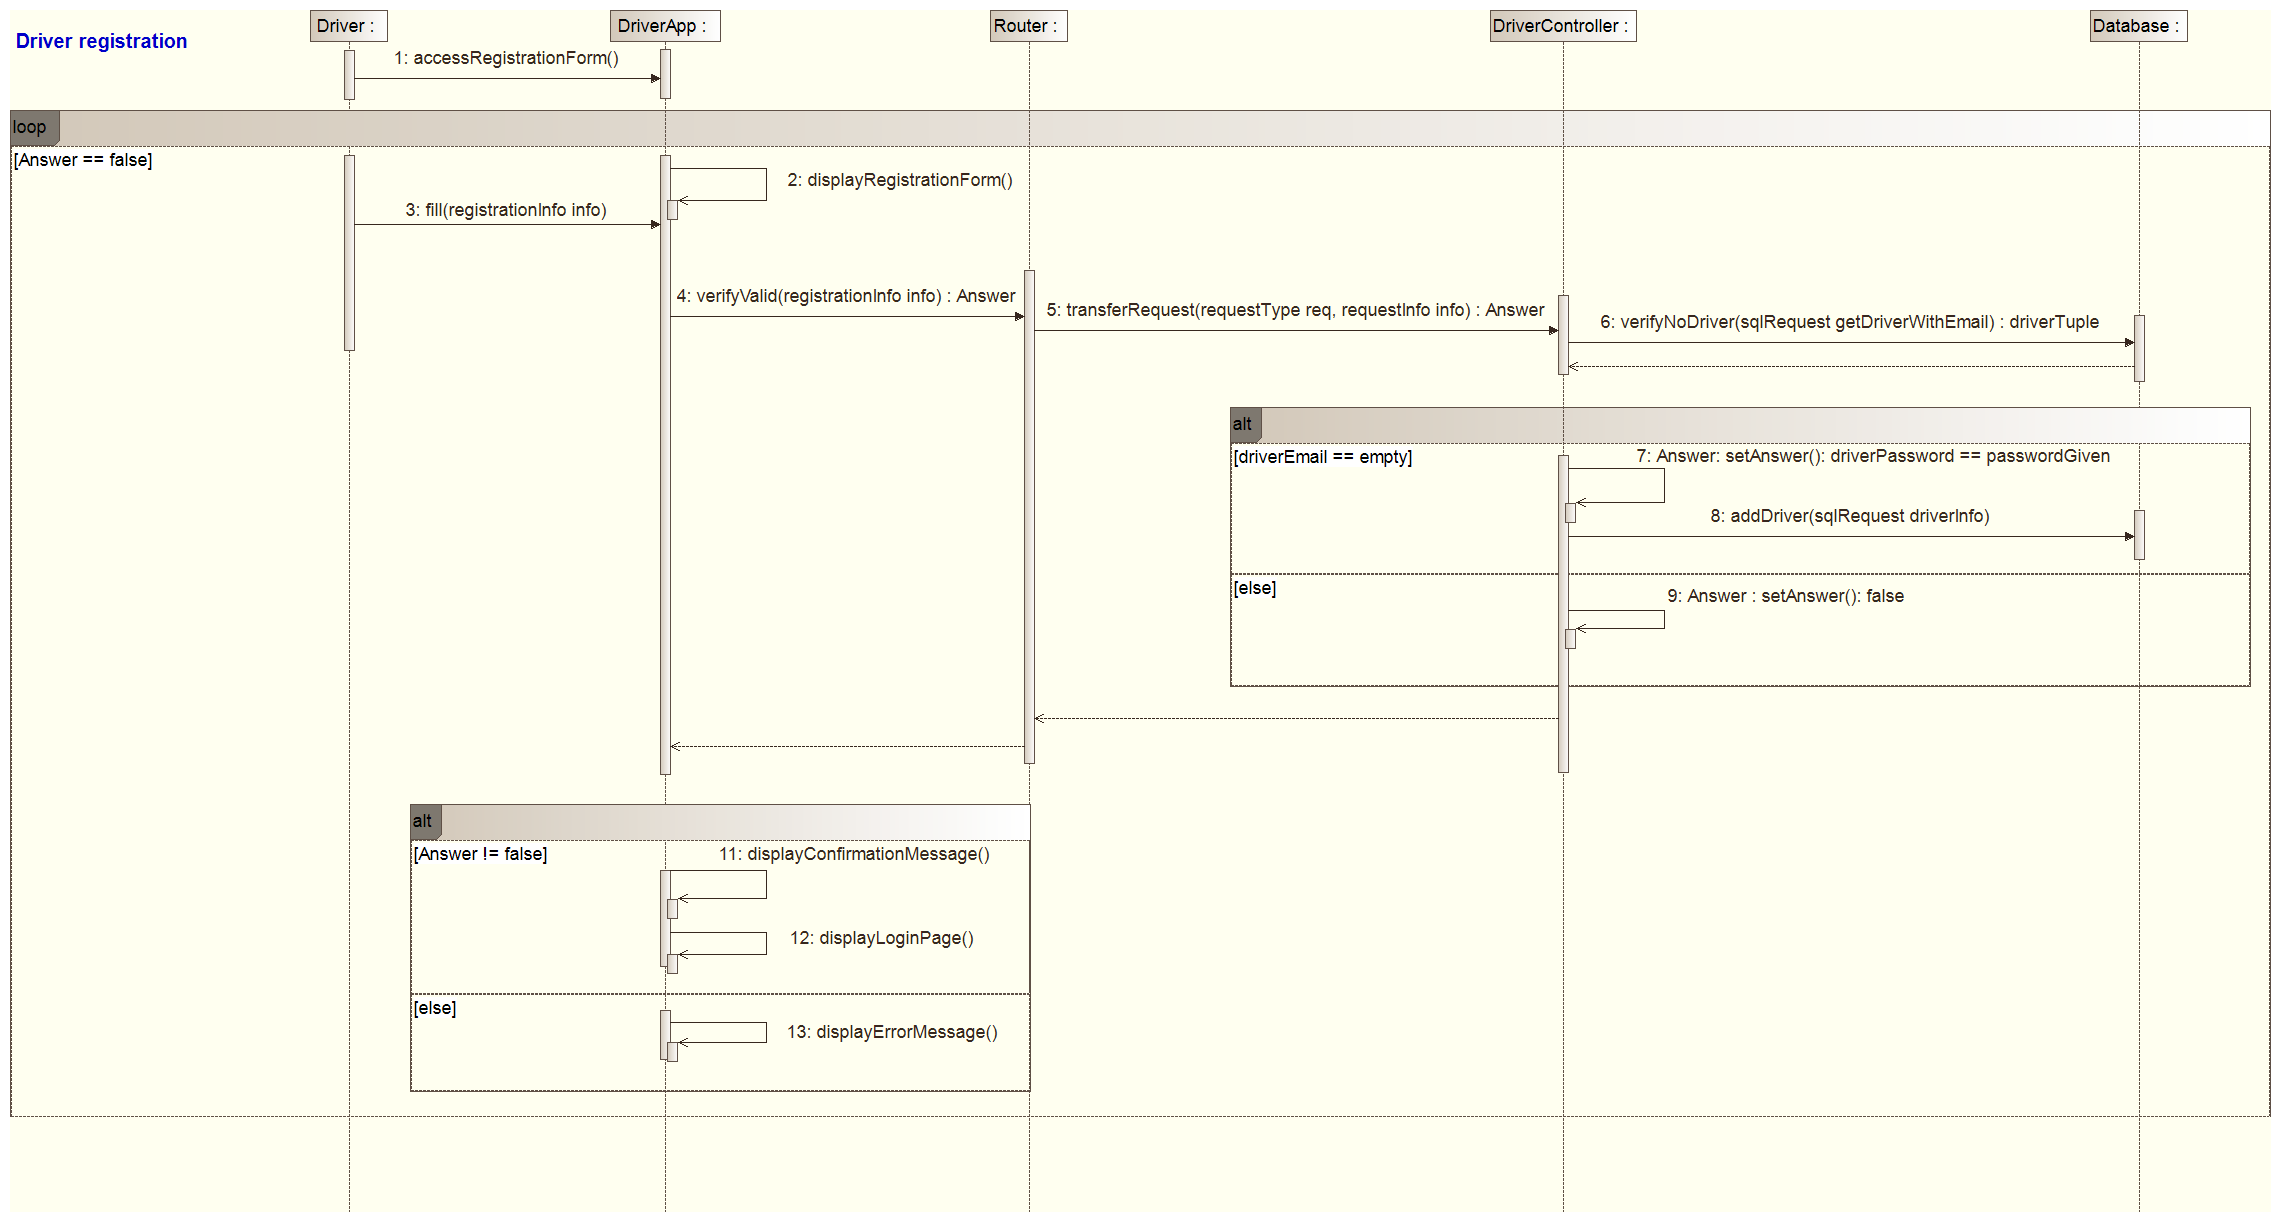 Driver :
DriverApp :
Router :
DriverController :
Database :
Driver registration
1: accessRegistrationForm()
loop
[Answer == false]
2: displayRegistrationForm()
3: fill(registrationInfo info)
4: verifyValid(registrationInfo info) : Answer
5: transferRequest(requestType req, requestInfo info) : Answer
6: verifyNoDriver(sqlRequest getDriverWithEmail) : driverTuple
alt
[driverEmail == empty]
7: Answer: setAnswer(): driverPassword == passwordGiven
8: addDriver(sqlRequest driverInfo)
[else]
9: Answer : setAnswer(): false
alt
[Answer != false]
11: displayConfirmationMessage()
12: displayLoginPage()
[else]
13: displayErrorMessage()